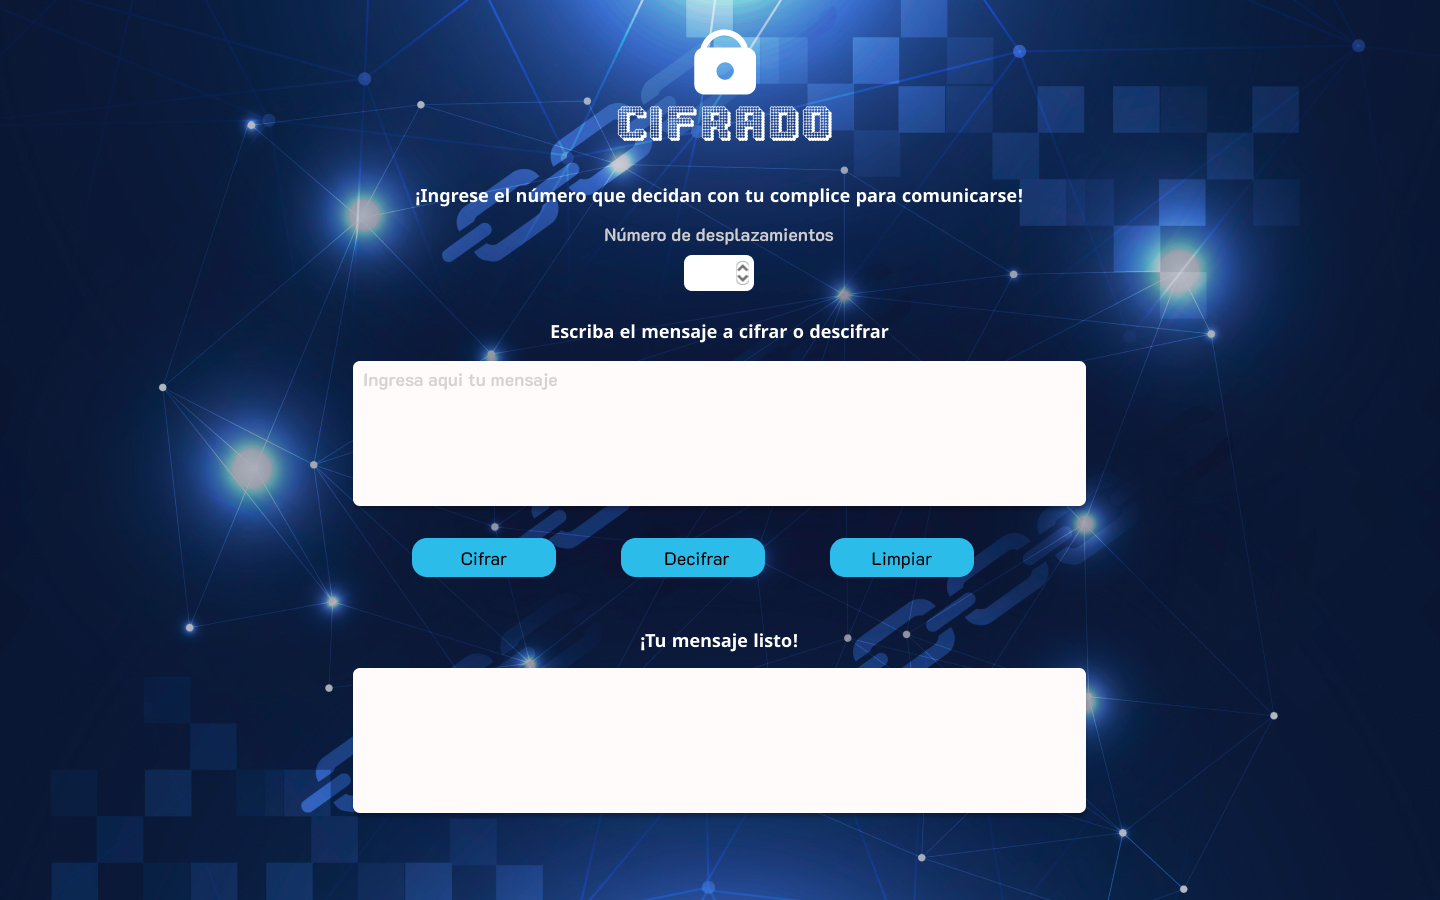 CIFRADO
¡Ingrese el número que decidan con tu complice para comunicarse!
Número de desplazamientos
Escriba el mensaje a cifrar o descifrar
Ingresa aqui tu mensaje
Cifrar
Decifrar
Limpiar
¡Tu mensaje listo!